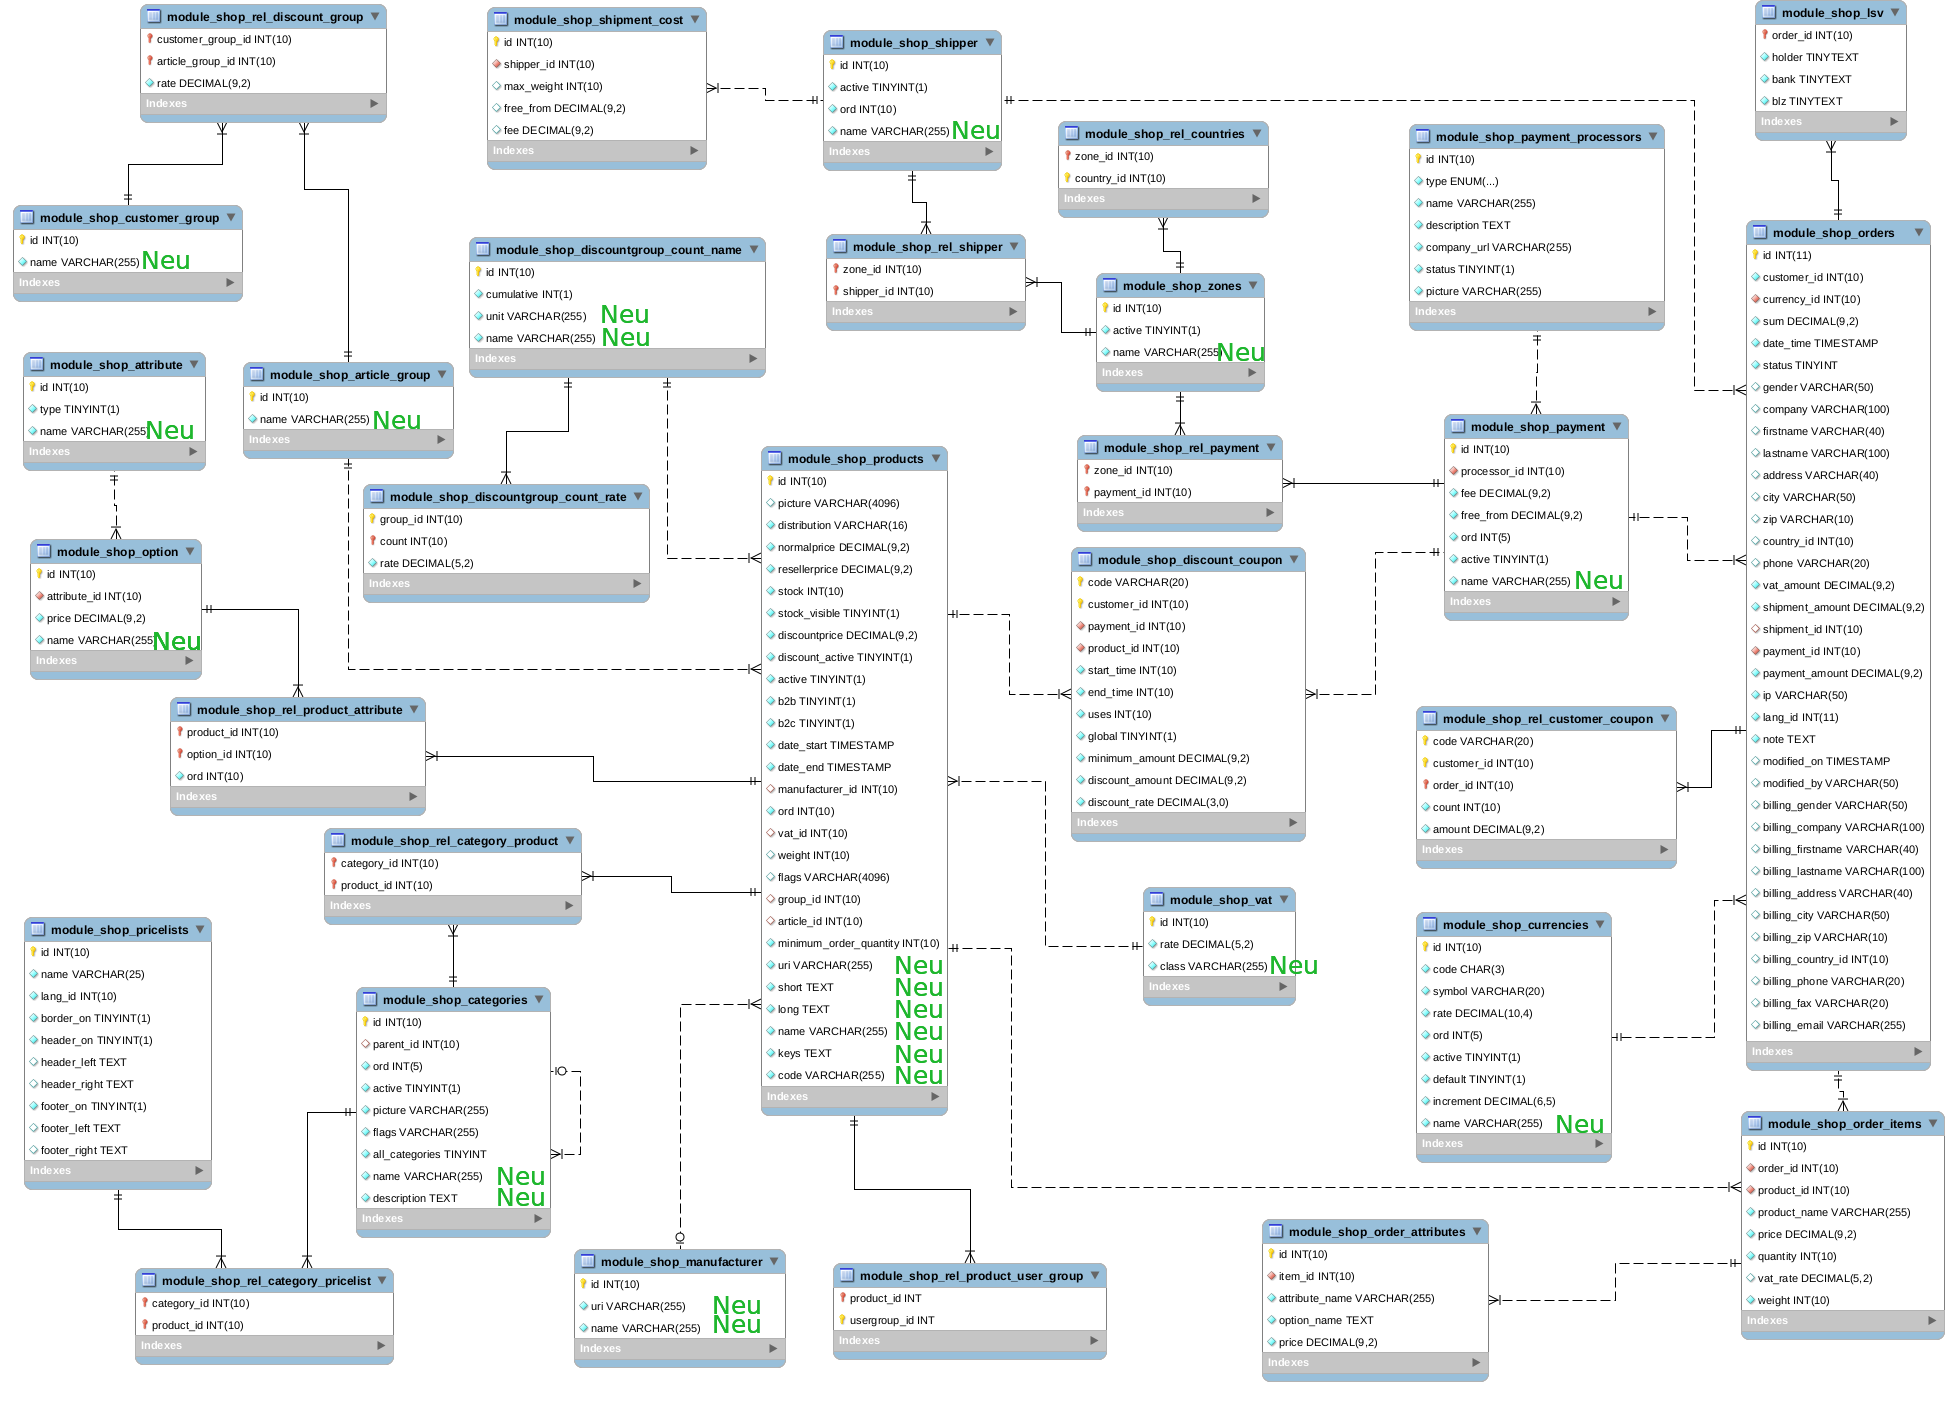 module_shop_rel_discount_group
customer_group_id INT(10)
article_group_id INT(10)
rate DECIMAL(9,2)
Indexes
module_shop_shipment_cost
id INT(10)
shipper_id INT(10)
max_weight INT(10)
free_from DECIMAL(9,2)
fee DECIMAL(9,2)
Indexes
module_shop_shipper
id INT(10)
active TINYINT(1)
ord INT(10)
name VARCHAR(255) Neu
Indexes
module_shop_lsv
order_id INT(10)
holder TINYTEXT
bank TINYTEXT
blz TINYTEXT
Indexes
module_shop_rel_countries
zone_id INT(10)
country_id INT(10)
Indexes
module_shop_payment_processors
id INT(10)
type ENUM(...)
name VARCHAR(255)
description TEXT
company_url VARCHAR(255)
status TINYINT(1)
picture VARCHAR(255)
Indexes
module_shop_customer_group
id INT(10)
name VARCHAR(255) Neu
Indexes
module_shop_discountgroup_count_name
id INT(10)
cumulative INT(1)
unit VARCHAR(255) Neu
name VARCHAR(255) Neu
Indexes
module_shop_rel_shipper
zone_id INT(10)
shipper_id INT(10)
Indexes
module_shop_zones
id INT(10)
active TINYINT(1)
name VARCHAR(255) Neu
Indexes
module_shop_orders
id INT(11)
customer_id INT(10)
currency_id INT(10)
sum DECIMAL(9,2)
date_time TIMESTAMP
status TINYINT
gender VARCHAR(50)
company VARCHAR(100)
firstname VARCHAR(40)
lastname VARCHAR(100)
address VARCHAR(40)
city VARCHAR(50)
zip VARCHAR(10)
country_id INT(10)
phone VARCHAR(20)
vat_amount DECIMAL(9,2)
shipment_amount DECIMAL(9,2)
shipment_id INT(10)
payment_id INT(10)
payment_amount DECIMAL(9,2)
ip VARCHAR(50)
lang_id INT(11)
note TEXT
modified_on TIMESTAMP
modified_by VARCHAR(50)
billing_gender VARCHAR(50)
billing_company VARCHAR(100)
billing_firstname VARCHAR(40)
billing_lastname VARCHAR(100)
billing_address VARCHAR(40)
billing_city VARCHAR(50)
billing_zip VARCHAR(10)
billing_country_id INT(10)
billing_phone VARCHAR(20)
billing_fax VARCHAR(20)
billing_email VARCHAR(255)
Indexes
module_shop_attribute
id INT(10)
type TINYINT(1)
name VARCHAR(255) Neu
Indexes
module_shop_article_group
id INT(10)
name VARCHAR(255) Neu
Indexes
module_shop_discountgroup_count_rate
group_id INT(10)
count INT(10)
rate DECIMAL(5,2)
Indexes
module_shop_products
id INT(10)
picture VARCHAR(4096)
distribution VARCHAR(16)
normalprice DECIMAL(9,2)
resellerprice DECIMAL(9,2)
stock INT(10)
stock_visible TINYINT(1)
discountprice DECIMAL(9,2)
discount_active TINYINT(1)
active TINYINT(1)
b2b TINYINT(1)
b2c TINYINT(1)
date_start TIMESTAMP
date_end TIMESTAMP
manufacturer_id INT(10)
ord INT(10)
vat_id INT(10)
weight INT(10)
flags VARCHAR(4096)
group_id INT(10)
article_id INT(10)
minimum_order_quantity INT(10)
uri VARCHAR(255) Neu
short TEXT Neu
long TEXT Neu
name VARCHAR(255) Neu
keys TEXT Neu
code VARCHAR(255) Neu
Indexes
module_shop_rel_payment
zone_id INT(10)
payment_id INT(10)
Indexes
module_shop_payment
id INT(10)
processor_id INT(10)
fee DECIMAL(9,2)
free_from DECIMAL(9,2)
ord INT(5)
active TINYINT(1)
name VARCHAR(255) Neu
Indexes
module_shop_option
id INT(10)
attribute_id INT(10)
price DECIMAL(9,2)
name VARCHAR(255) Neu
Indexes
module_shop_discount_coupon
code VARCHAR(20)
customer_id INT(10)
payment_id INT(10)
product_id INT(10)
start_time INT(10)
end_time INT(10)
uses INT(10)
global TINYINT(1)
minimum_amount DECIMAL(9,2)
discount_amount DECIMAL(9,2)
discount_rate DECIMAL(3,0)
Indexes
module_shop_rel_product_attribute
product_id INT(10)
option_id INT(10)
ord INT(10)
Indexes
module_shop_rel_customer_coupon
code VARCHAR(20)
customer_id INT(10)
order_id INT(10)
count INT(10)
amount DECIMAL(9,2)
Indexes
module_shop_rel_category_product
category_id INT(10)
product_id INT(10)
Indexes
module_shop_vat
id INT(10)
rate DECIMAL(5,2)
class VARCHAR(255) Neu
Indexes
module_shop_currencies
id INT(10)
code CHAR(3)
symbol VARCHAR(20)
rate DECIMAL(10,4)
ord INT(5)
active TINYINT(1)
default TINYINT(1)
increment DECIMAL(6,5)
name VARCHAR(255) Neu
Indexes
module_shop_pricelists
id INT(10)
name VARCHAR(25)
lang_id INT(10)
border_on TINYINT(1)
header_on TINYINT(1)
header_left TEXT
header_right TEXT
footer_on TINYINT(1)
footer_left TEXT
footer_right TEXT
Indexes
module_shop_categories
id INT(10)
parent_id INT(10)
ord INT(5)
active TINYINT(1)
picture VARCHAR(255)
flags VARCHAR(255)
all_categories TINYINT
name VARCHAR(255) Neu
description TEXT Neu
Indexes
module_shop_order_items
id INT(10)
order_id INT(10)
product_id INT(10)
product_name VARCHAR(255)
price DECIMAL(9,2)
quantity INT(10)
vat_rate DECIMAL(5,2)
weight INT(10)
Indexes
module_shop_order_attributes
id INT(10)
item_id INT(10)
attribute_name VARCHAR(255)
option_name TEXT
price DECIMAL(9,2)
Indexes
module_shop_manufacturer
id INT(10)
uri VARCHAR(255) Neu
name VARCHAR(255) Neu
Indexes
module_shop_rel_product_user_group
product_id INT
usergroup_id INT
Indexes
module_shop_rel_category_pricelist
category_id INT(10)
product_id INT(10)
Indexes